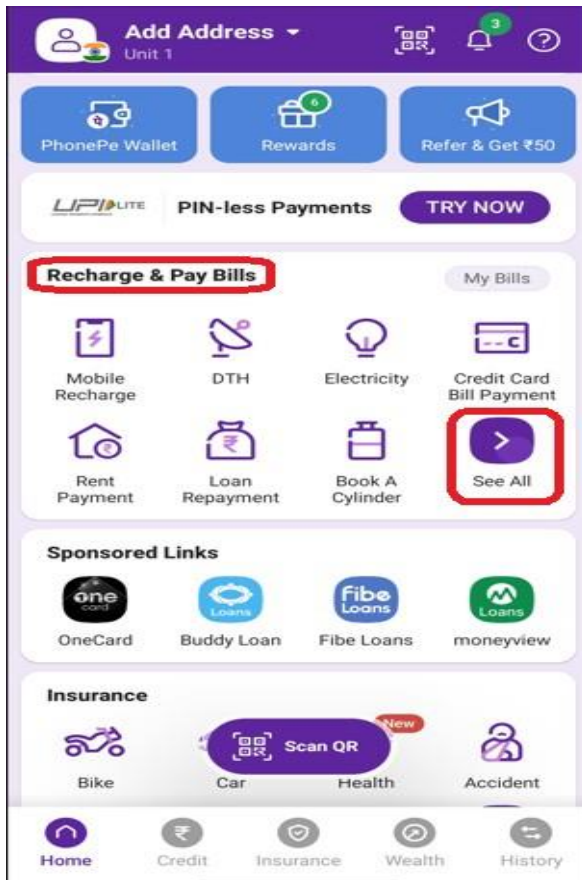 Add Address
Unit 1
3
PhonePe Wallet
6
Rewards
Refer & Get ₹50
UPI LITE
PIN-less Payments
TRY NOW
Recharge & Pay Bills
My Bills
Mobile
Recharge
DTH
Electricity
Credit Card
Bill Payment
Rent
Payment
Loan
Repayment
Book A
Cylinder
See All
Sponsored Links
one
card
Loans
Fibe
Loans
Loans
OneCard
Buddy Loan
Fibe Loans
moneyview
Insurance
New
Scan QR
Bike
Car
Health
Accident
Home
Credit
Insurance
Wealth
History